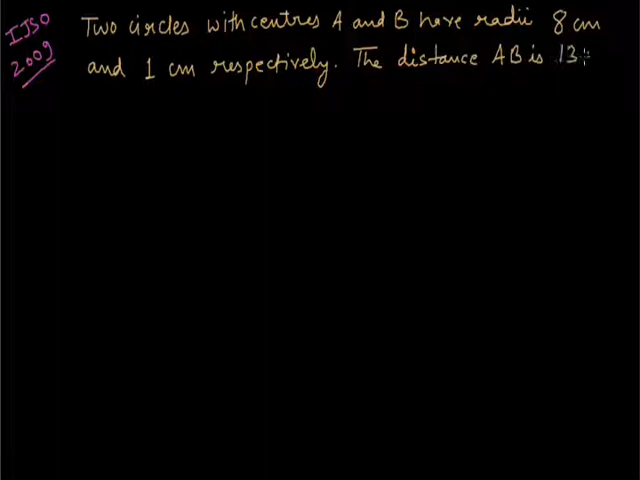 IJSO
2009
Two circles with centres A and B have radii 8 cm
and 1 cm respectively. The distance AB is 13